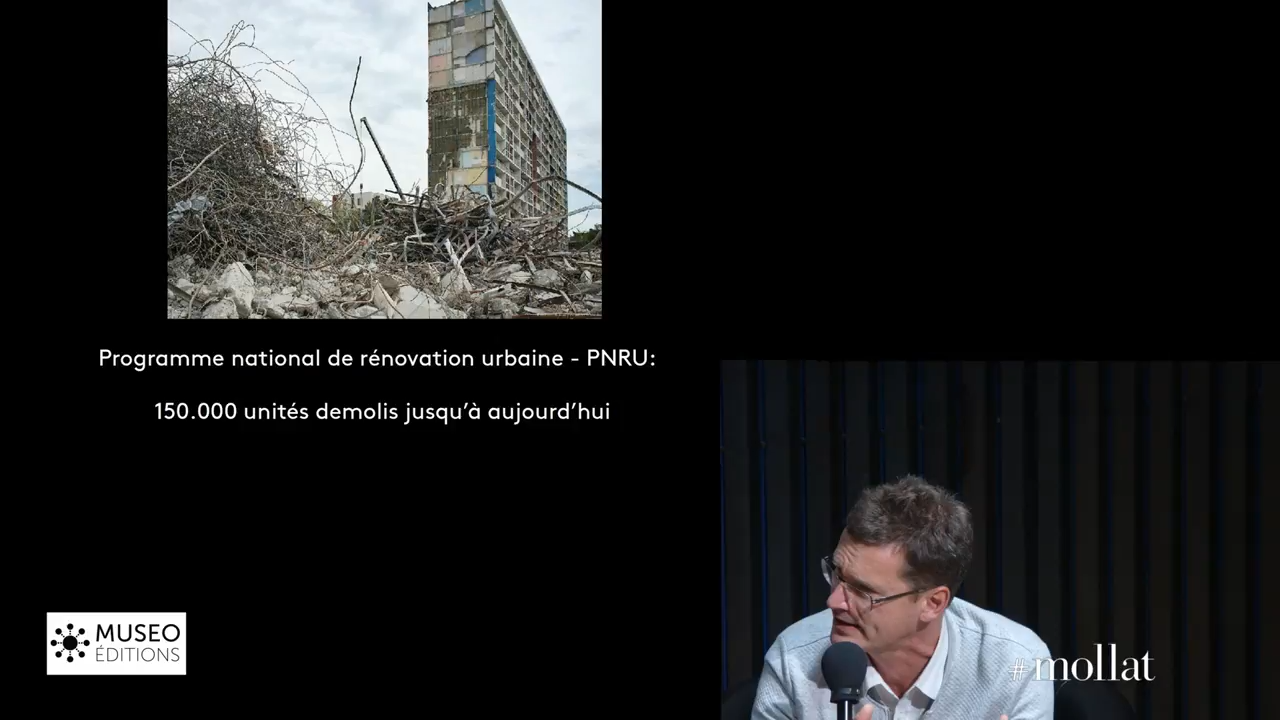 Programme national de rénovation urbaine - PNRU:
150.000 unités demolis jusqu’à aujourd’hui
MUSEO
ÉDITIONS
#mollat